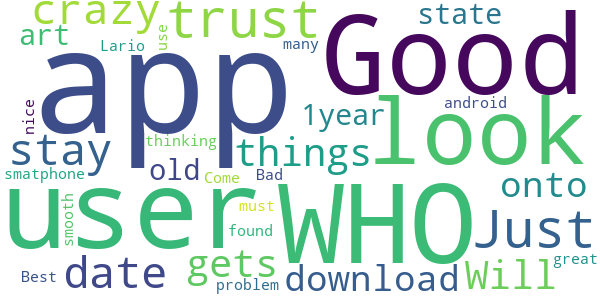 crazy trust state
art Lario use many Good
app
nice 1year android look
stay thinking things
smatphone old Come Bad onto
user smooth must WHO Just
found
date gets great
Best problem download Will